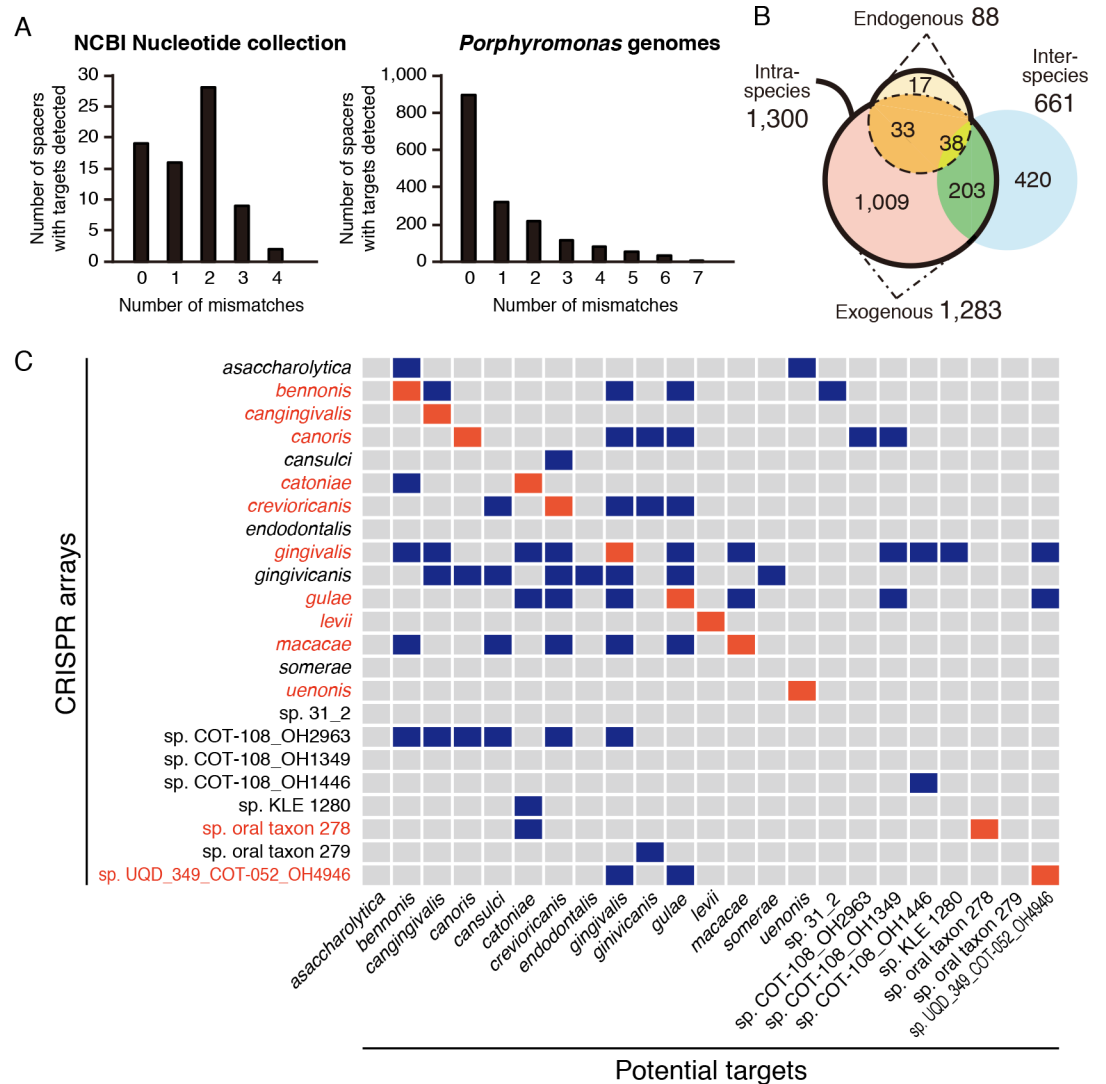 A
NCBI Nucleotide collection
Number of spacers
with targets detected
30
25
20
15
10
5
0
0 1 2 3 4
Number of mismatches
Porphyromonas genomes
Number of spacers
with targets detected
1,000
800
600
400
200
0
0 1 2 3 4 5 6 7
Number of mismatches
B
Endogenous 88
Intra-
species
1,300
Inter-
species
661
17
33
38
1,009
203
420
Exogenous 1,283
C
CRISPR arrays
asaccharolytica
bennonis
cangingivalis
canoris
cansulci
catoniae
crevioricanis
endodontalis
gingivalis
gingivicanis
gulae
levii
macacae
somerae
uenonis
sp. 31_2
sp. COT-108_OH2963
sp. COT-108_OH1349
sp. COT-108_OH1446
sp. KLE 1280
sp. oral taxon 278
sp. oral taxon 279
sp. UQD_349_COT-052_OH4946
asaccharolytica
bennonis
cangingivalis
canoris
cansulci
catoniae
crevioricanis
endodontalis
gingivalis
ginivicanis
gulae
levii
macacae
somerae
uenonis
sp. 31_2
sp. COT-108_OH2963
sp. COT-108_OH1349
sp. COT-108_OH1446
sp. KLE 1280
sp. oral taxon 278
sp. oral taxon 279
sp. UQD_349_COT-052_OH4946
Potential targets